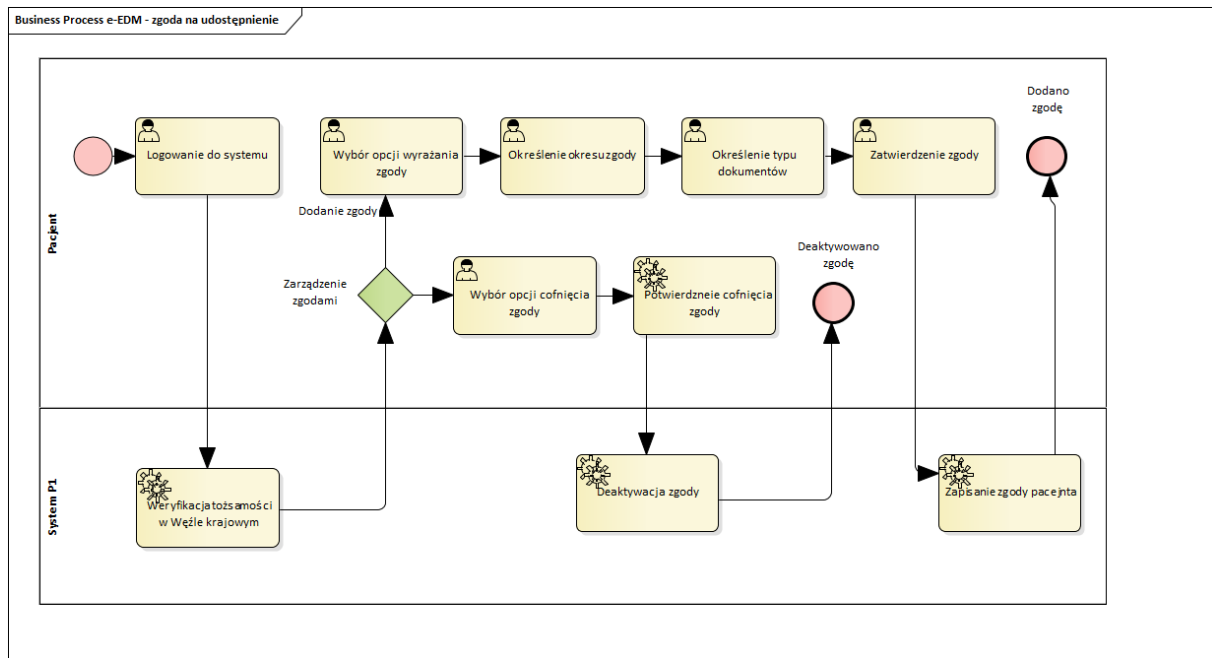 Business Process e-EDM - zgoda na udostępnienie
Pacjent
Logowanie do systemu
Wybór opcji wyrażania
zgody
Określenie okresu zgody
Określenie typu
dokumentów
Zatwierdzenie zgody
Dodano
zgodę
Dodanie zgody
Zarządzenie
zgodami
Wybór opcji cofnięcia
zgody
Potwierdzneie cofnięcia
zgody
Deaktywowano
zgodę
System P1
Weryfikacja tożsamości
w Węźle krajowym
Deaktywacja zgody
Zapisanie zgody pacejnta